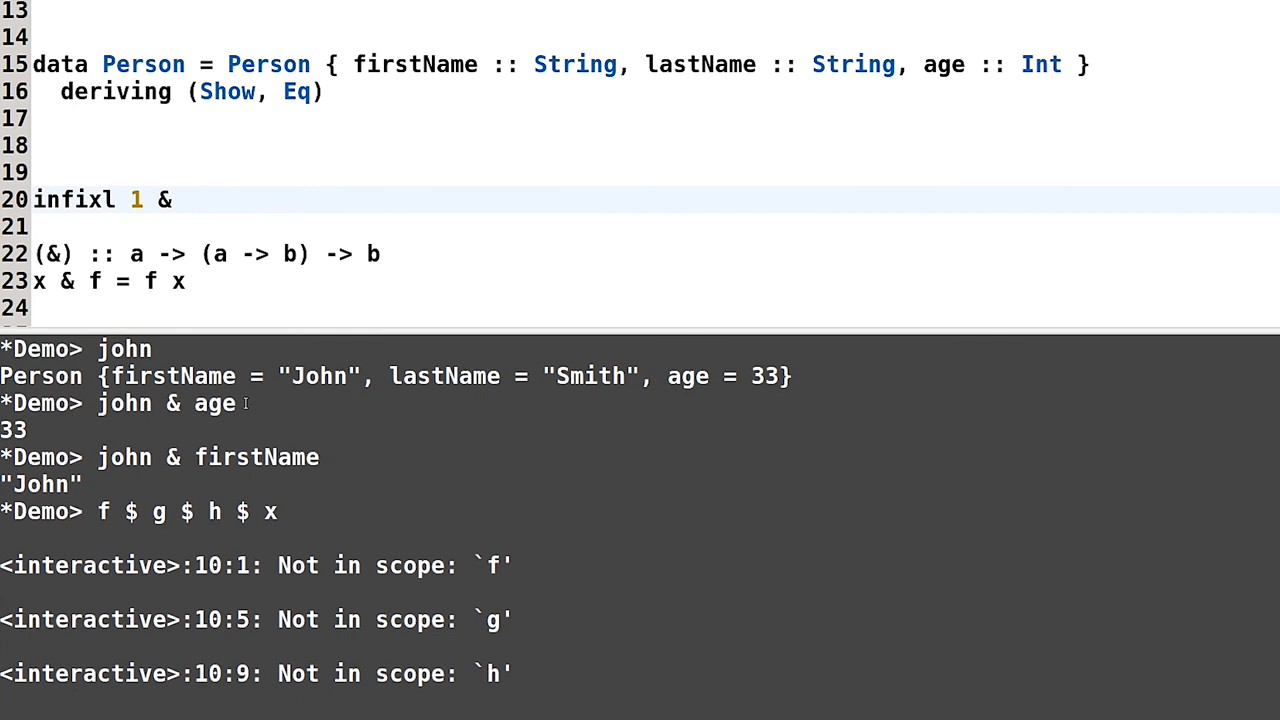 13
14
15 data Person = Person { firstName :: String, lastName :: String, age :: Int }
16   deriving (Show, Eq)
17
18
19
20 infixl 1 &
21
22 (&) :: a -> (a -> b) -> b
23 x & f = f x
24
*Demo> john
Person {firstName = "John", lastName = "Smith", age = 33}
*Demo> john & age
33
*Demo> john & firstName
"John"
*Demo> f $ g $ h $ x
<interactive>:10:1: Not in scope: `f'
<interactive>:10:5: Not in scope: `g'
<interactive>:10:9: Not in scope: `h'